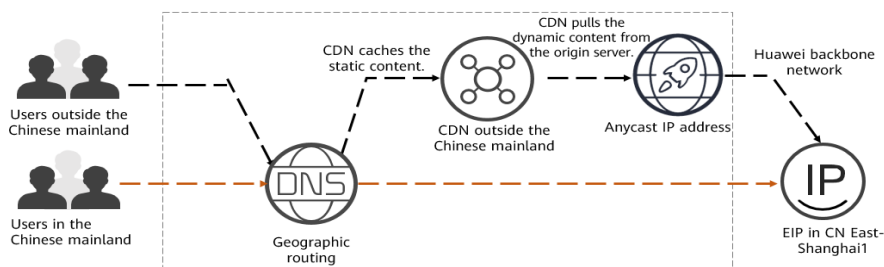 Users outside the
Chinese mainland
Users in the
Chinese mainland
DNS
Geographic
routing
CDN caches the
static content.
CDN outside the
Chinese mainland
CDN pulls the
dynamic content from
the origin server.
Anycast IP address
Huawei backbone
network
IP
EIP in CN East-
Shanghai1